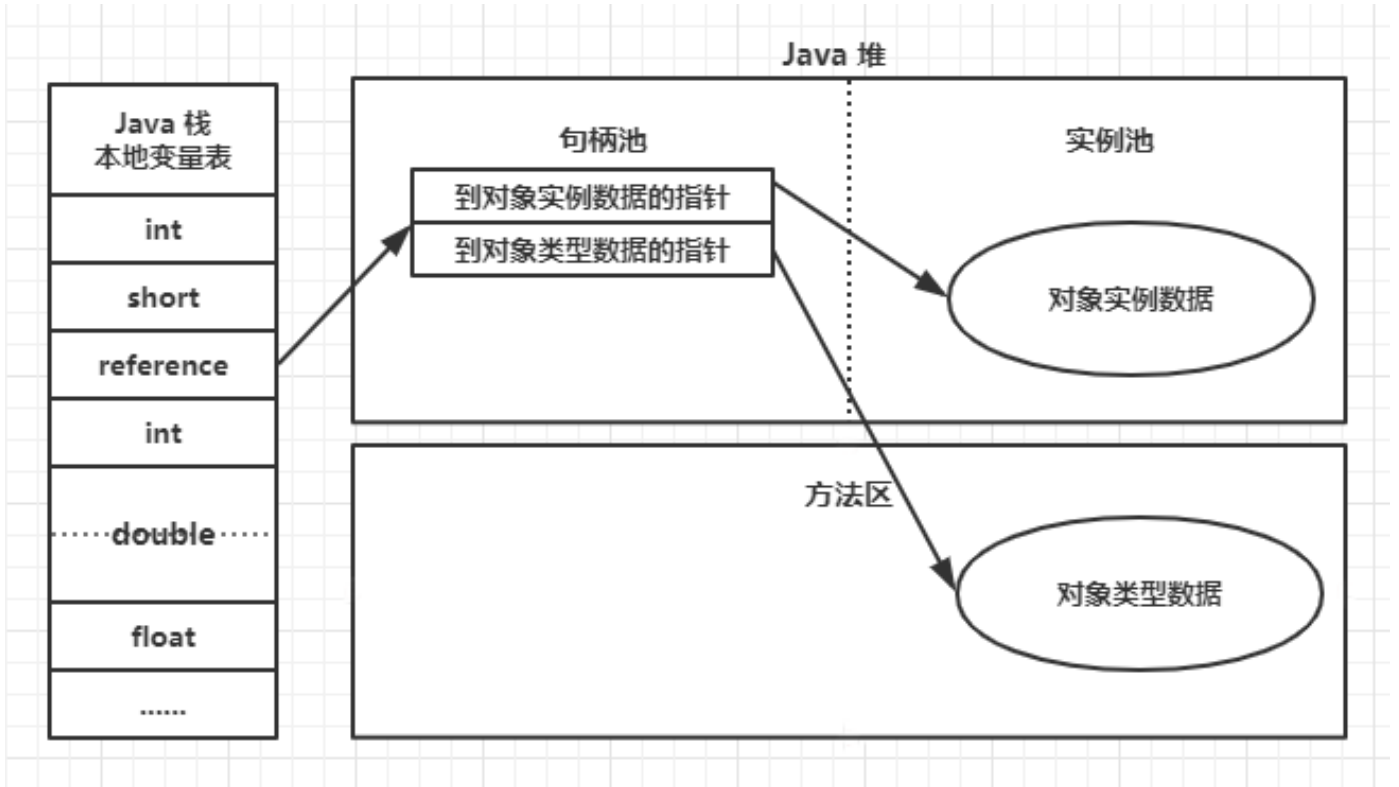 Java 栈
本地变量表
int
short
reference
int
double
float
......
Java 堆
句柄池
到对象实例数据的指针
到对象类型数据的指针
实例池
对象实例数据
方法区
对象类型数据